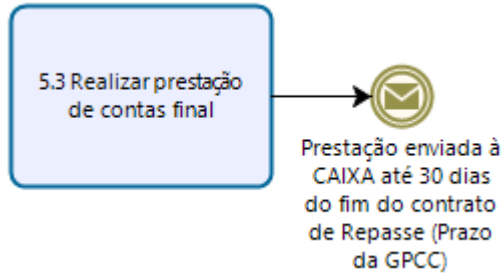 5.3 Realizar prestação
de contas final
Prestação enviada à
CAIXA até 30 dias
do fim do contrato
de Repasse (Prazo
da GPCC)